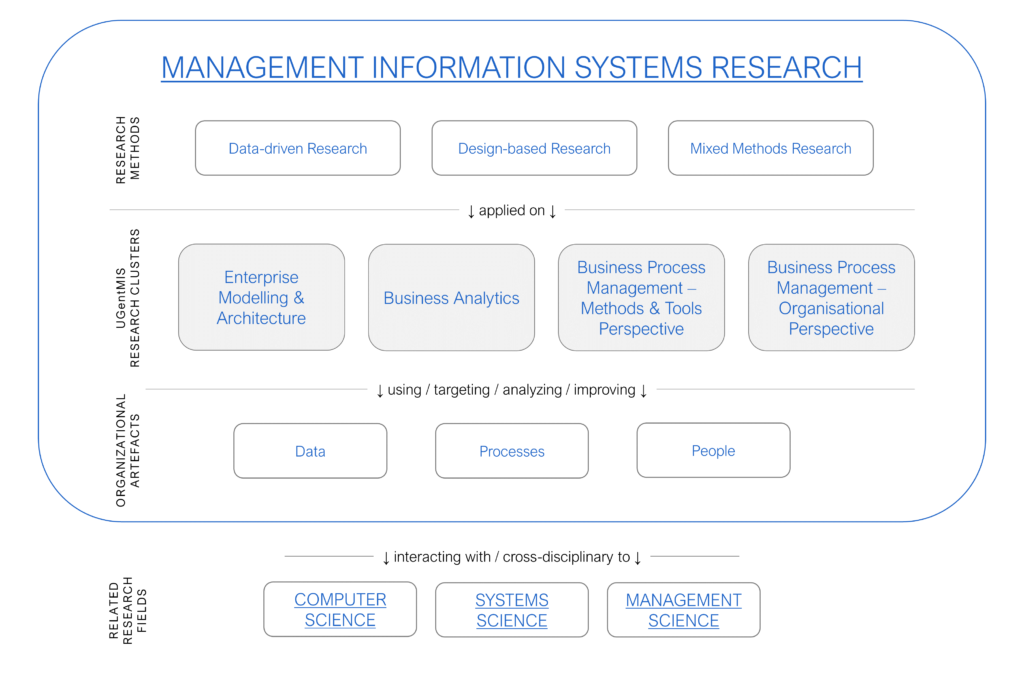 MANAGEMENT INFORMATION SYSTEMS RESEARCH
RESEARCH
METHODS
Data-driven Research
Design-based Research
Mixed Methods Research
↓ applied on ↓
UGentMIS
RESEARCH CLUSTERS
Enterprise
Modelling &
Architecture
Business Analytics
Business Process
Management –
Methods & Tools
Perspective
Business Process
Management –
Organisational
Perspective
↓ using / targeting / analyzing / improving ↓
ORGANIZATIONAL
ARTEFACTS
Data
Processes
People
↓ interacting with / cross-disciplinary to ↓
RELATED
RESEARCH
FIELDS
COMPUTER
SCIENCE
SYSTEMS
SCIENCE
MANAGEMENT
SCIENCE